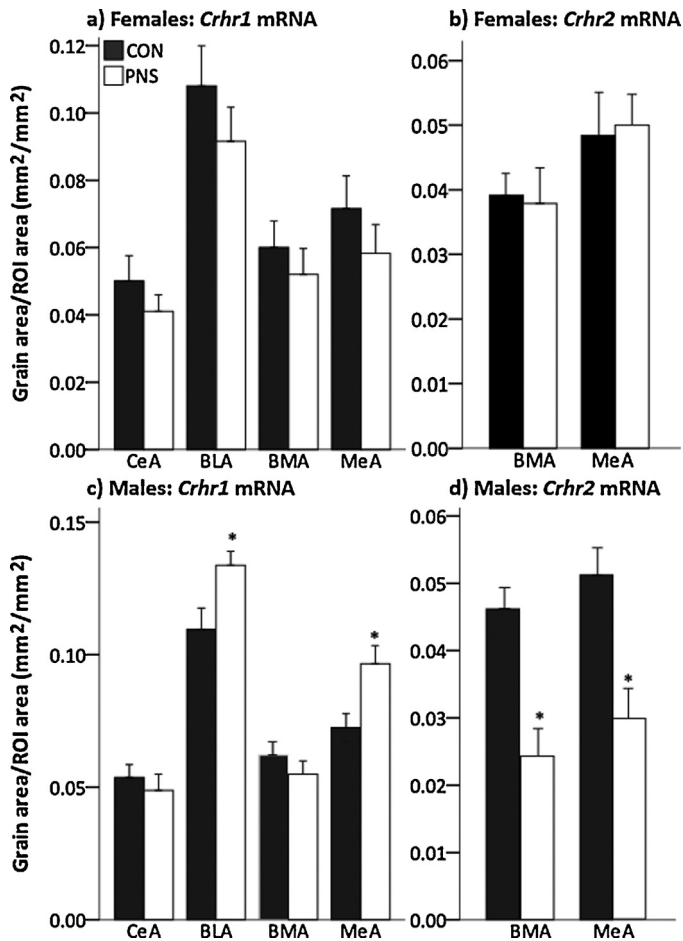 a) Females: Crhr1 mRNA
CON
PNS
Grain area/ROI area (mm²/mm²)
0.12
0.10
0.08
0.06
0.04
0.02
0.00
CeA BLA BMA MeA
b) Females: Crhr2 mRNA
0.06
0.05
0.04
0.03
0.02
0.01
0.00
BMA MeA
c) Males: Crhr1 mRNA
Grain area/ROI area (mm²/mm²)
0.15
0.10
0.05
0.00
*
*
CeA BLA BMA MeA
d) Males: Crhr2 mRNA
0.06
0.05
0.04
0.03
0.02
0.01
0.00
*
*
BMA MeA